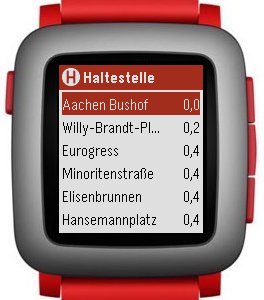 H Haltestelle
Aachen Bushof 0,0
Willy-Brandt-Pl... 0,2
Eurogress 0,4
Minoritenstraße 0,4
Elisenbrunnen 0,4
Hansemannplatz 0,4